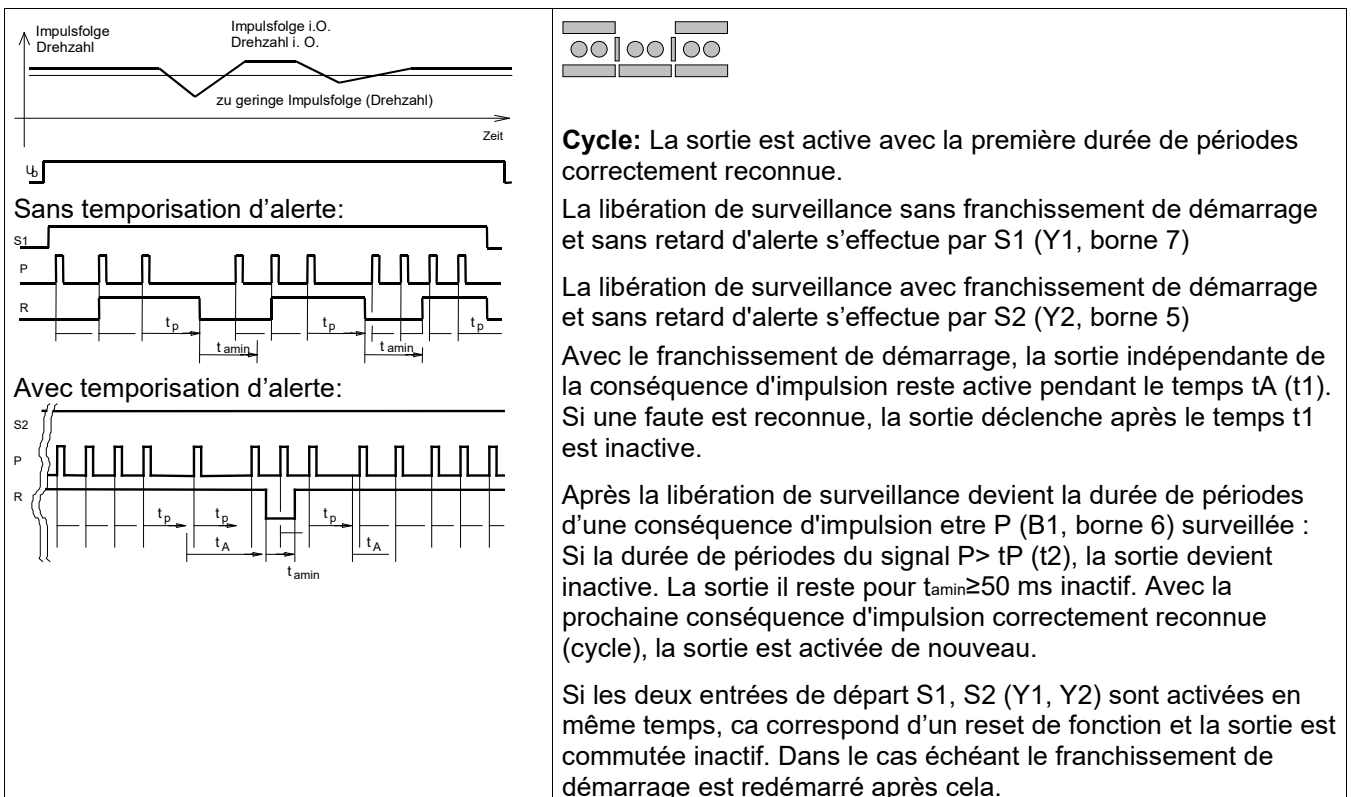 Impulsfolge
Drehzahl
Impulsfolge i.O.
Drehzahl i. O.
zu geringe Impulsfolge (Drehzahl)
Zeit
Ub
Sans temporisation d’alerte:
S1
P
R
tp
tp
tp
tamin
tamin
Avec temporisation d’alerte:
S2
P
R
tp
tp
tp
tA
tA
tamin
Cycle: La sortie est active avec la première durée de périodes
correctement reconnue.
La libération de surveillance sans franchissement de démarrage
et sans retard d'alerte s’effectue par S1 (Y1, borne 7)
La libération de surveillance avec franchissement de démarrage
et sans retard d'alerte s’effectue par S2 (Y2, borne 5)
Avec le franchissement de démarrage, la sortie indépendante de
la conséquence d'impulsion reste active pendant le temps tA (t1).
Si une faute est reconnue, la sortie déclenche après le temps t1
est inactive.
Après la libération de surveillance devient la durée de périodes
d’une conséquence d'impulsion etre P (B1, borne 6) surveillée :
Si la durée de périodes du signal P> tP (t2), la sortie devient
inactive. La sortie il reste pour tamin≥50 ms inactif. Avec la
prochaine conséquence d'impulsion correctement reconnue
(cycle), la sortie est activée de nouveau.
Si les deux entrées de départ S1, S2 (Y1, Y2) sont activées en
même temps, ca correspond d’un reset de fonction et la sortie est
commutée inactif. Dans le cas échéant le franchissement de
démarrage est redémarré après cela.